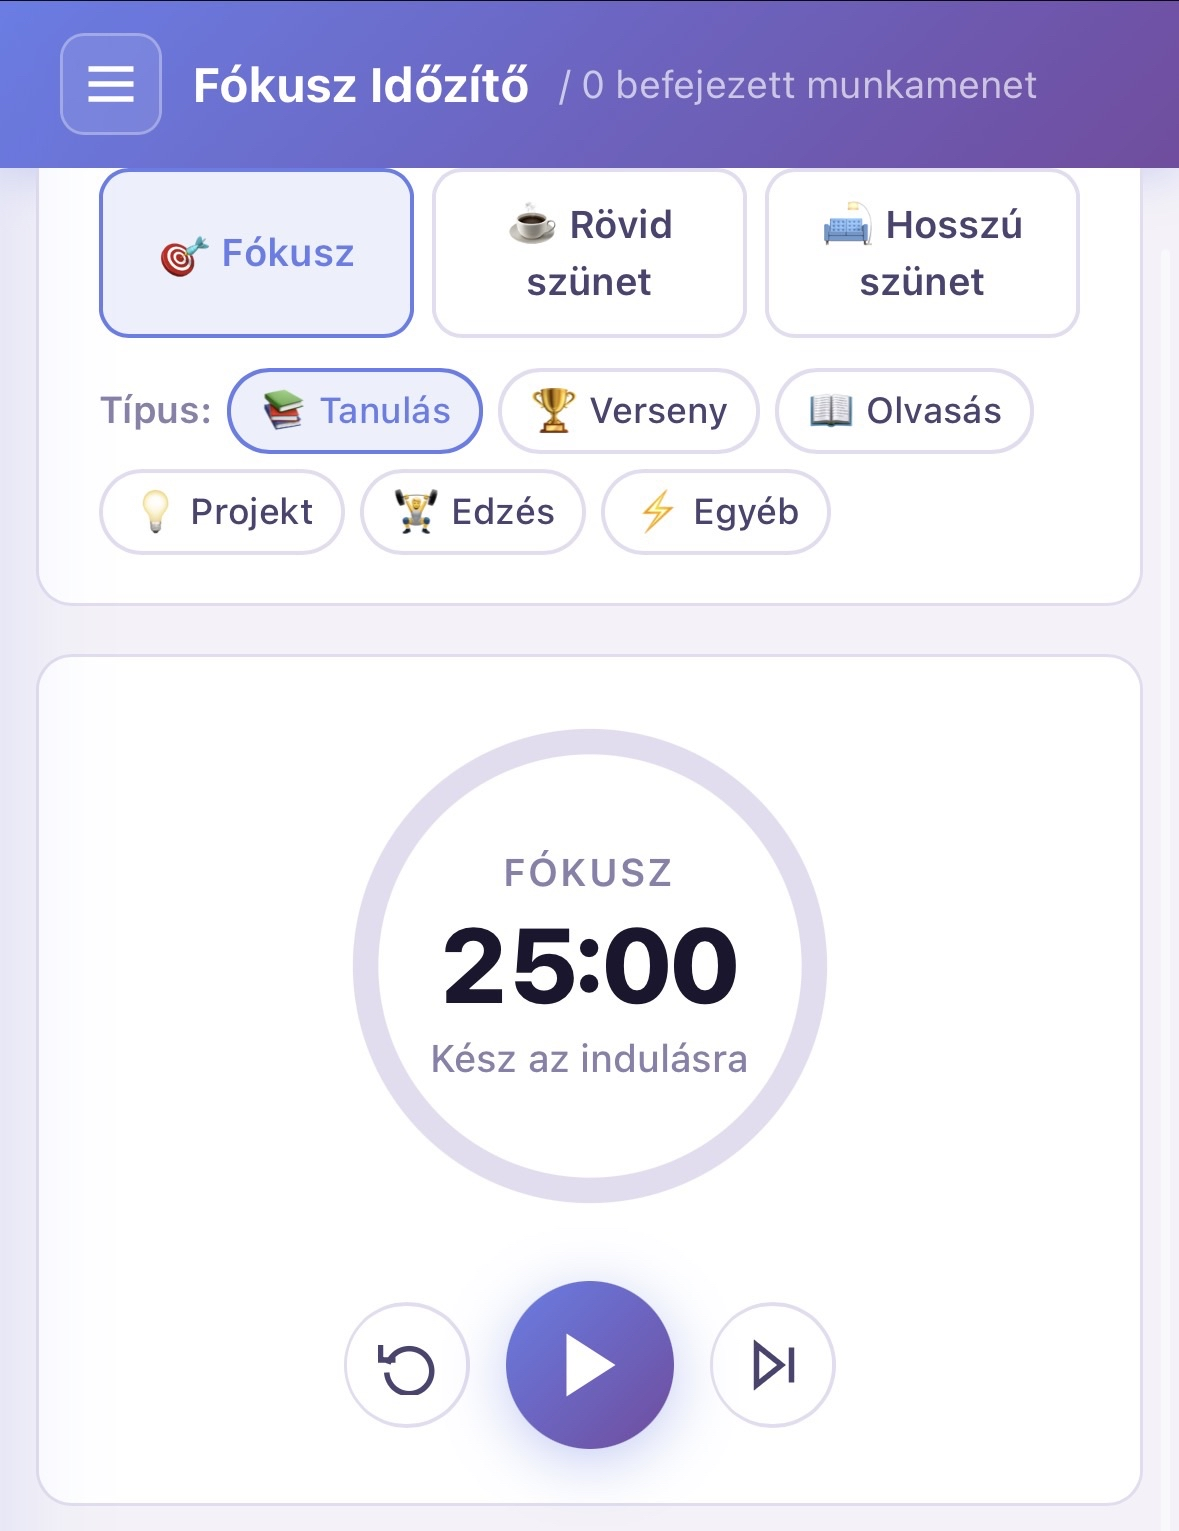 Fókusz Időzítő / 0 befejezett munkamenet
🎯 Fókusz
☕ Rövid szünet
🛋️ Hosszú szünet
Típus: 📚 Tanulás 🏆 Verseny 📖 Olvasás
💡 Projekt 🏋️ Edzés ⚡ Egyéb
FÓKUSZ
25:00
Kész az indulásra